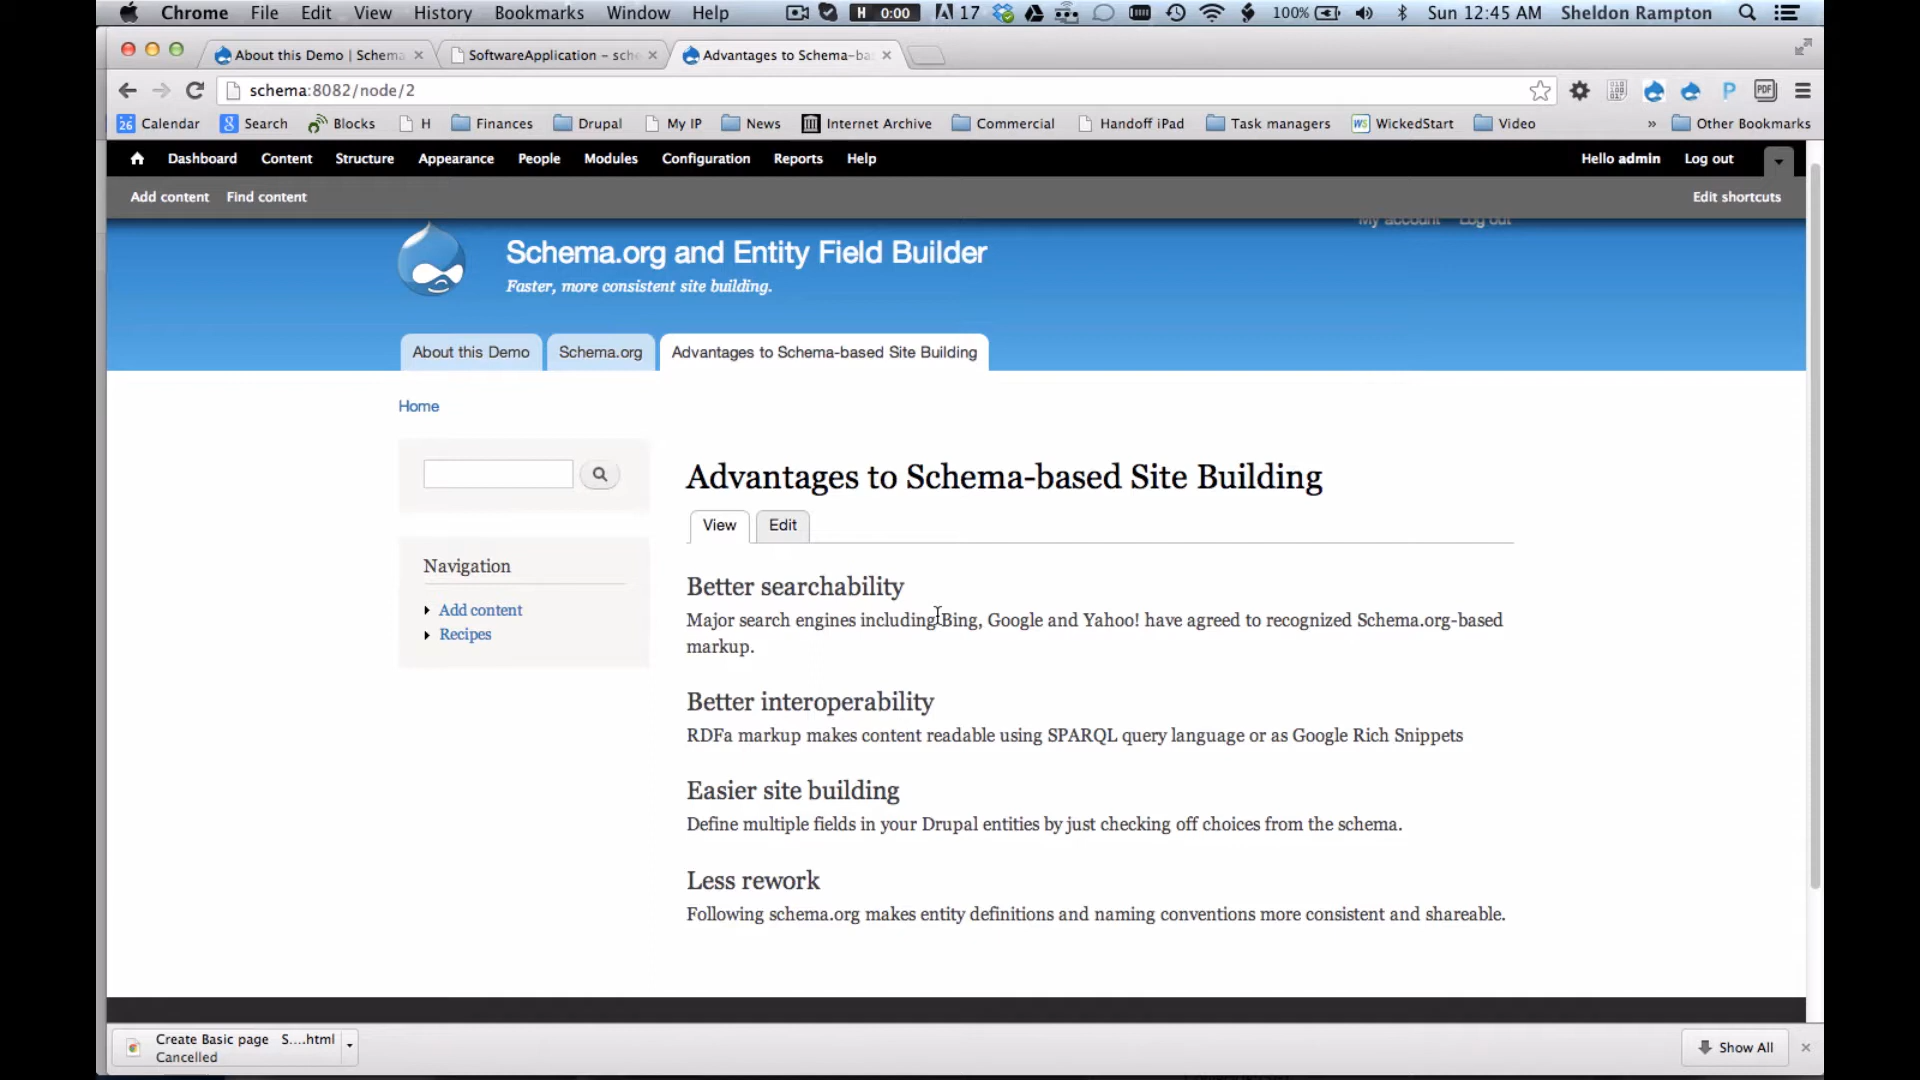 Chrome File Edit View History Bookmarks Window Help H 0:00 17 100% Sun 12:45 AM Sheldon Rampton
About this Demo | Schema SoftwareApplication – sche Advantages to Schema-ba
schema:8082/node/2
26 Calendar 8 Search Blocks H Finances Drupal My IP News Internet Archive Commercial Handoff iPad Task managers WS WickedStart Video » Other Bookmarks
Dashboard Content Structure Appearance People Modules Configuration Reports Help Hello admin Log out
Add content Find content Edit shortcuts
My account Log out
Schema.org and Entity Field Builder
Faster, more consistent site building.
About this Demo Schema.org Advantages to Schema-based Site Building
Home
Advantages to Schema-based Site Building
View Edit
Navigation
Add content
Recipes
Better searchability
Major search engines including Bing, Google and Yahoo! have agreed to recognized Schema.org-based
markup.
Better interoperability
RDFa markup makes content readable using SPARQL query language or as Google Rich Snippets
Easier site building
Define multiple fields in your Drupal entities by just checking off choices from the schema.
Less rework
Following schema.org makes entity definitions and naming conventions more consistent and shareable.
Create Basic page S....html
Cancelled
Show All